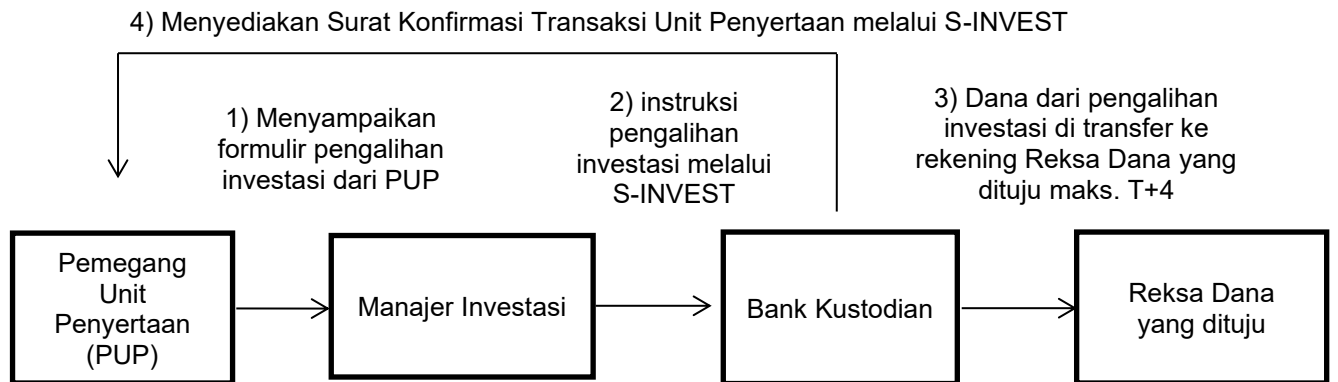 4) Menyediakan Surat Konfirmasi Transaksi Unit Penyertaan melalui S-INVEST
1) Menyampaikan
formulir pengalihan
investasi dari PUP
2) instruksi
pengalihan
investasi melalui
S-INVEST
3) Dana dari pengalihan
investasi di transfer ke
rekening Reksa Dana yang
dituju maks. T+4
Pemegang
Unit
Penyertaan
(PUP)
Manajer Investasi
Bank Kustodian
Reksa Dana
yang dituju